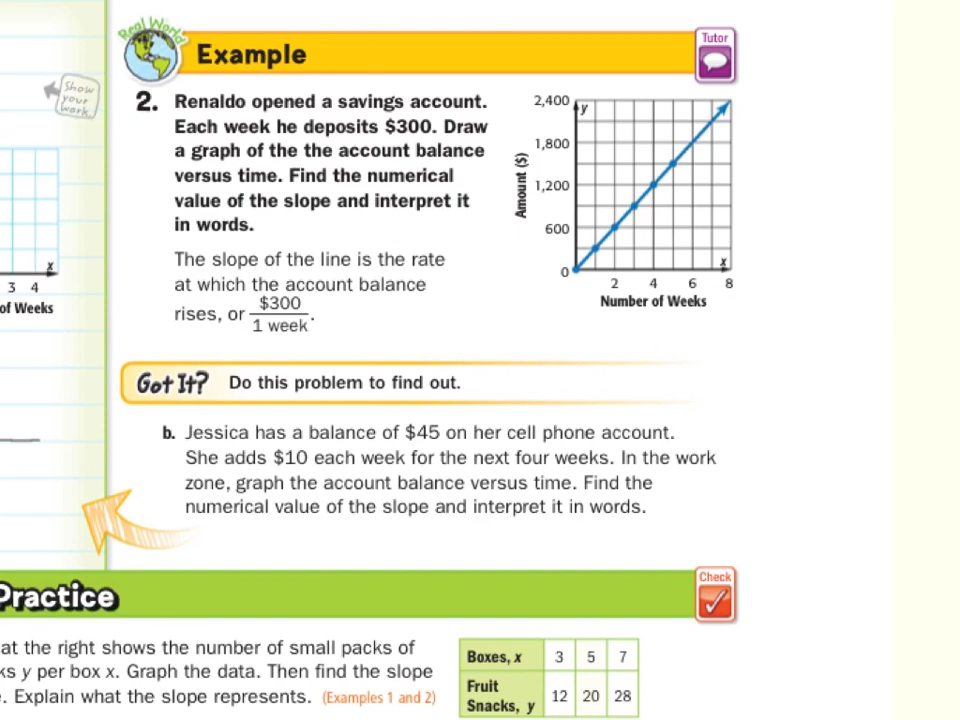 Real World
Example
Tutor
Show
your
work
2. Renaldo opened a savings account.
Each week he deposits $300. Draw
a graph of the the account balance
versus time. Find the numerical
value of the slope and interpret it
in words.
The slope of the line is the rate
at which the account balance
rises, or $300
1 week.
2,400
1,800
1,200
600
0
y
x
Amount ($)
2 4 6 8
Number of Weeks
x
3 4
of Weeks
Got It? Do this problem to find out.
b. Jessica has a balance of $45 on her cell phone account.
She adds $10 each week for the next four weeks. In the work
zone, graph the account balance versus time. Find the
numerical value of the slope and interpret it in words.
Practice
Check
at the right shows the number of small packs of
ks y per box x. Graph the data. Then find the slope
. Explain what the slope represents. (Examples 1 and 2)
Boxes, x 3 5 7
Fruit
Snacks, y 12 20 28